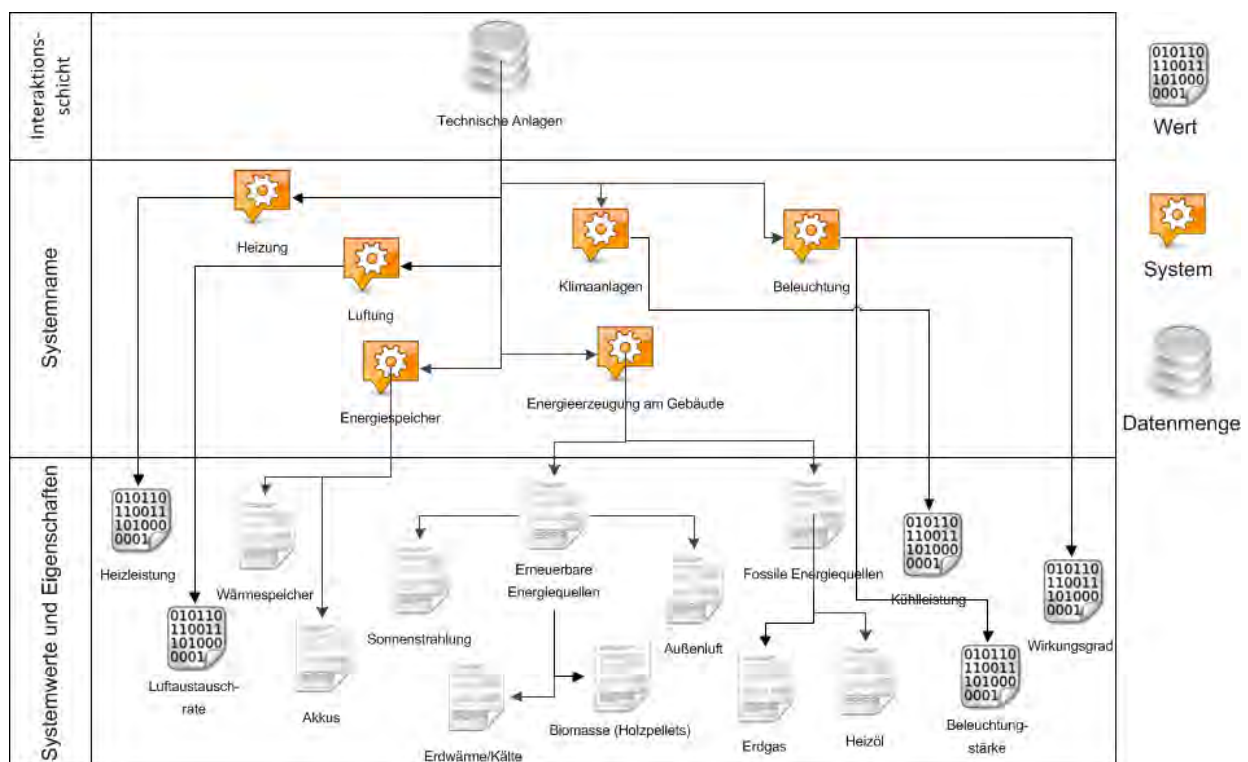 Interaktions-
schicht
Technische Anlagen
Systemname
Heizung
Luftung
Klimaanlagen
Beleuchtung
Energiespeicher
Energieerzeugung am Gebäude
Systemwerte und Eigenschaften
010110
110011
101000
0001
Heizleistung
010110
110011
101000
0001
Luftaustausch-
rate
Wärmespeicher
Akkus
Sonnenstrahlung
Erneuerbare
Energiequellen
Außenluft
Erdwärme/Kälte
Biomasse (Holzpellets)
Fossile Energiequellen
Erdgas
Heizöl
010110
110011
101000
0001
Kühlleistung
010110
110011
101000
0001
Beleuchtung-
stärke
010110
110011
101000
0001
Wirkungsgrad
010110
110011
101000
0001
Wert
System
Datenmenge